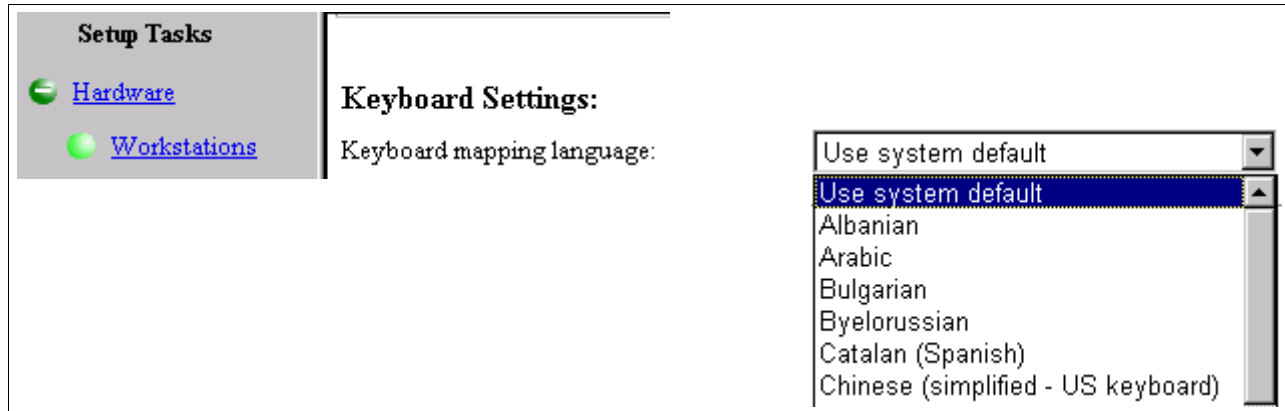 Setup Tasks
Hardware
Workstations
Keyboard Settings:
Keyboard mapping language:
Use system default
Use system default
Albanian
Arabic
Bulgarian
Byelorussian
Catalan (Spanish)
Chinese (simplified - US keyboard)